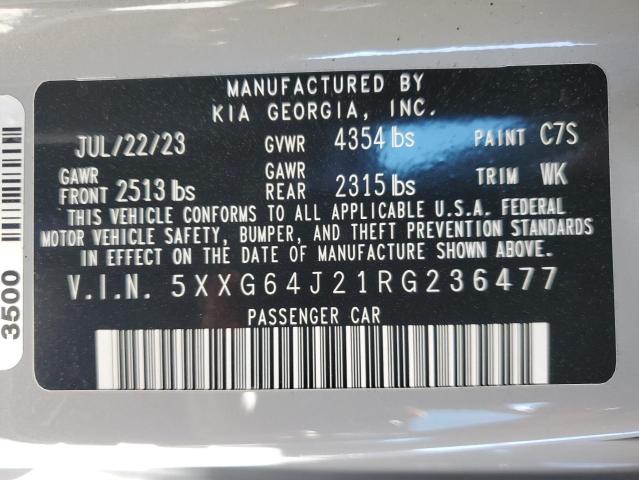 MANUFACTURED BY
KIA GEORGIA, INC.
JUL/22/23 GVWR 4354 lbs PAINT C7S
GAWR FRONT 2513 lbs GAWR REAR 2315 lbs TRIM WK
THIS VEHICLE CONFORMS TO ALL APPLICABLE U.S.A. FEDERAL
MOTOR VEHICLE SAFETY, BUMPER, AND THEFT PREVENTION STANDARDS
IN EFFECT ON THE DATE OF MANUFACTURE SHOWN ABOVE.
V.I.N. 5XXG64J21RG236477
PASSENGER CAR
3500